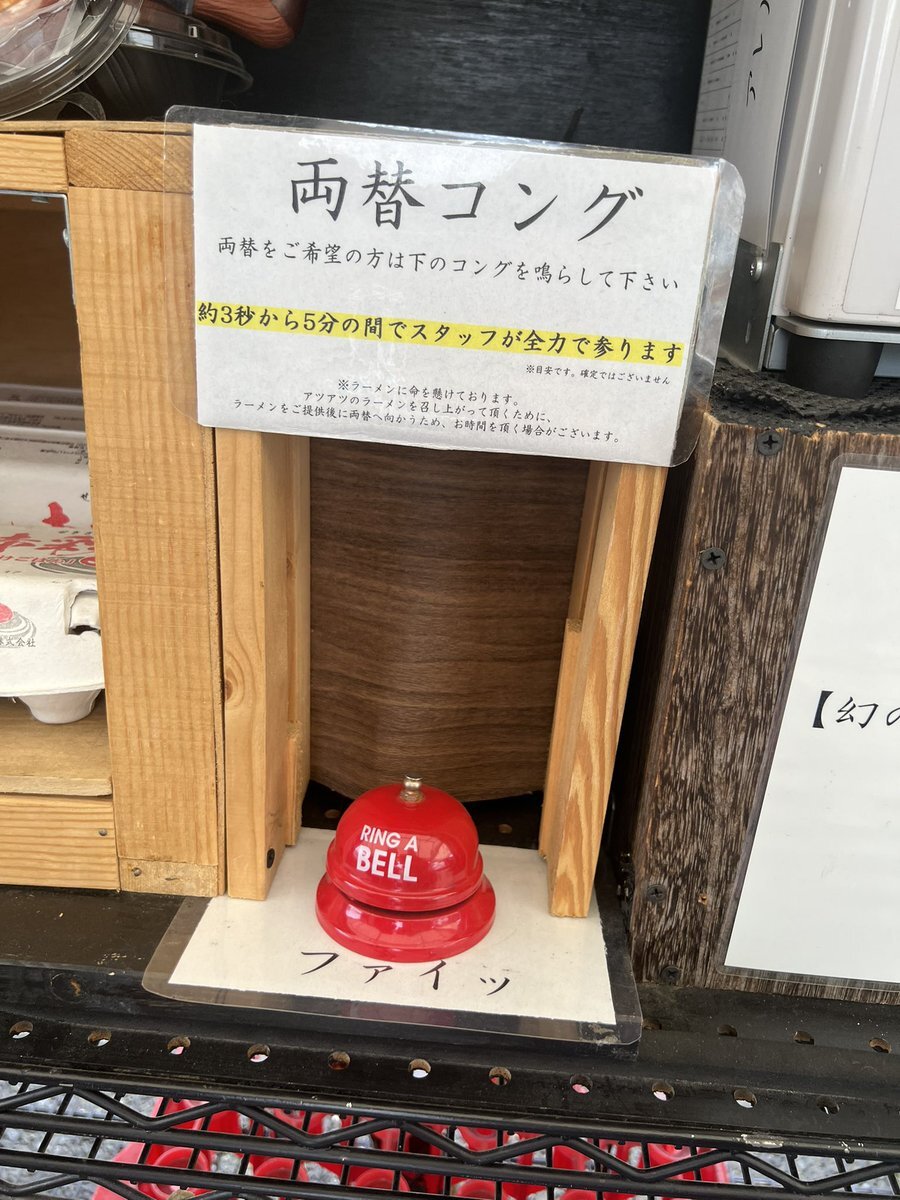 両替コング
両替をご希望の方は下のコングを鳴らして下さい
約3秒から5分の間でスタッフが全力で参ります
※目安です。確定ではございません
※ラーメンに命を懸けております。
アツアツのラーメンを召し上がって頂くために、
ラーメンをご提供後に両替へ向かうため、お時間を頂く場合がございます。
株式会社
【幻の
RING A
BELL
ファイッ